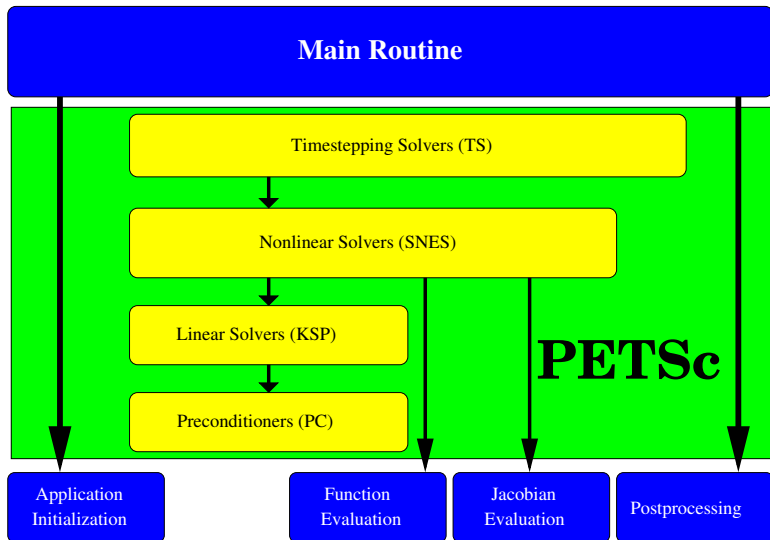 Main Routine
Timestepping Solvers (TS)
Nonlinear Solvers (SNES)
Linear Solvers (KSP)
PETSc
Preconditioners (PC)
Application
Initialization
Function
Evaluation
Jacobian
Evaluation
Postprocessing